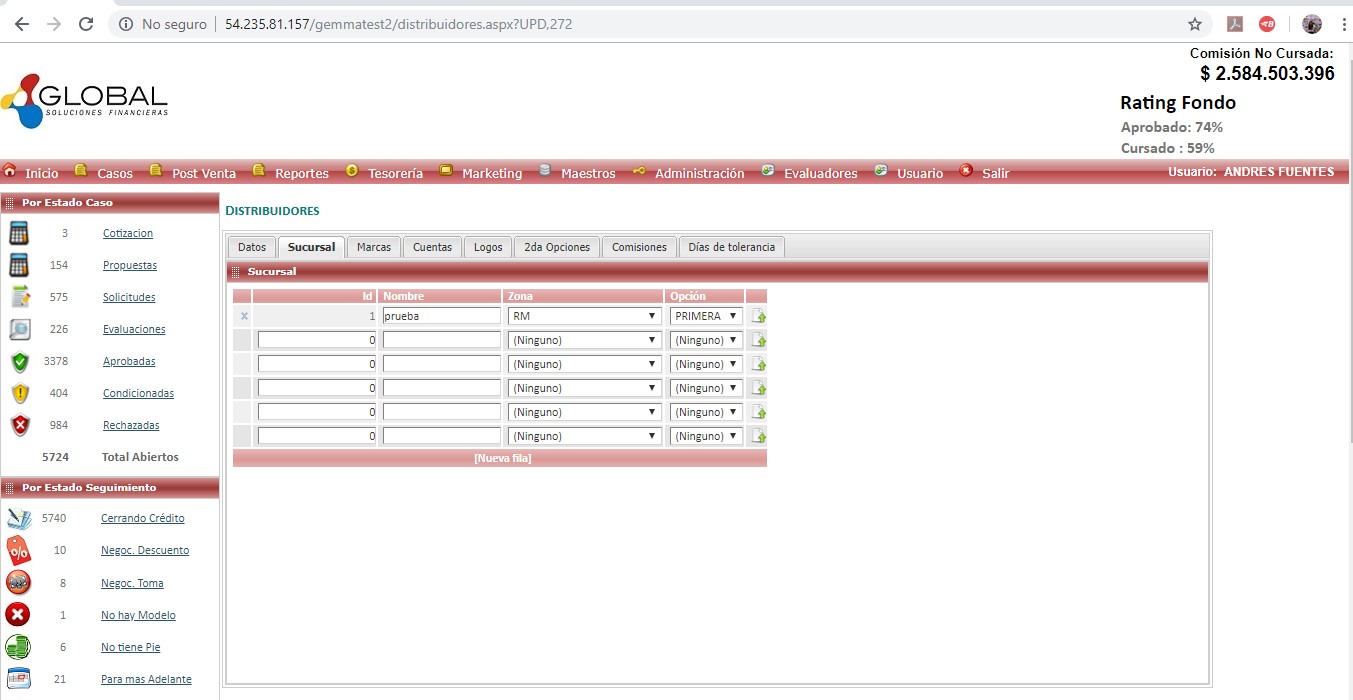 No seguro | 54.235.81.157/gemmatest2/distribuidores.aspx?UPD,272
Comisión No Cursada:
$ 2.584.503.396
GLOBAL
SOLUCIONES FINANCIERAS
Rating Fondo
Aprobado: 74%
Cursado : 59%
Inicio Casos Post Venta Reportes Tesorería Marketing Maestros Administración Evaluadores Usuario Salir Usuario: ANDRES FUENTES
Por Estado Caso
3 Cotizacion
154 Propuestas
575 Solicitudes
226 Evaluaciones
3378 Aprobadas
404 Condicionadas
984 Rechazadas
5724 Total Abiertos
Por Estado Seguimiento
5740 Cerrando Crédito
10 Negoc. Descuento
8 Negoc. Toma
1 No hay Modelo
6 No tiene Pie
21 Para mas Adelante
DISTRIBUIDORES
Datos Sucursal Marcas Cuentas Logos 2da Opciones Comisiones Días de tolerancia
Sucursal
Id Nombre Zona Opción
x 1 prueba RM PRIMERA
0 (Ninguno) (Ninguno)
0 (Ninguno) (Ninguno)
0 (Ninguno) (Ninguno)
0 (Ninguno) (Ninguno)
0 (Ninguno) (Ninguno)
[Nueva fila]